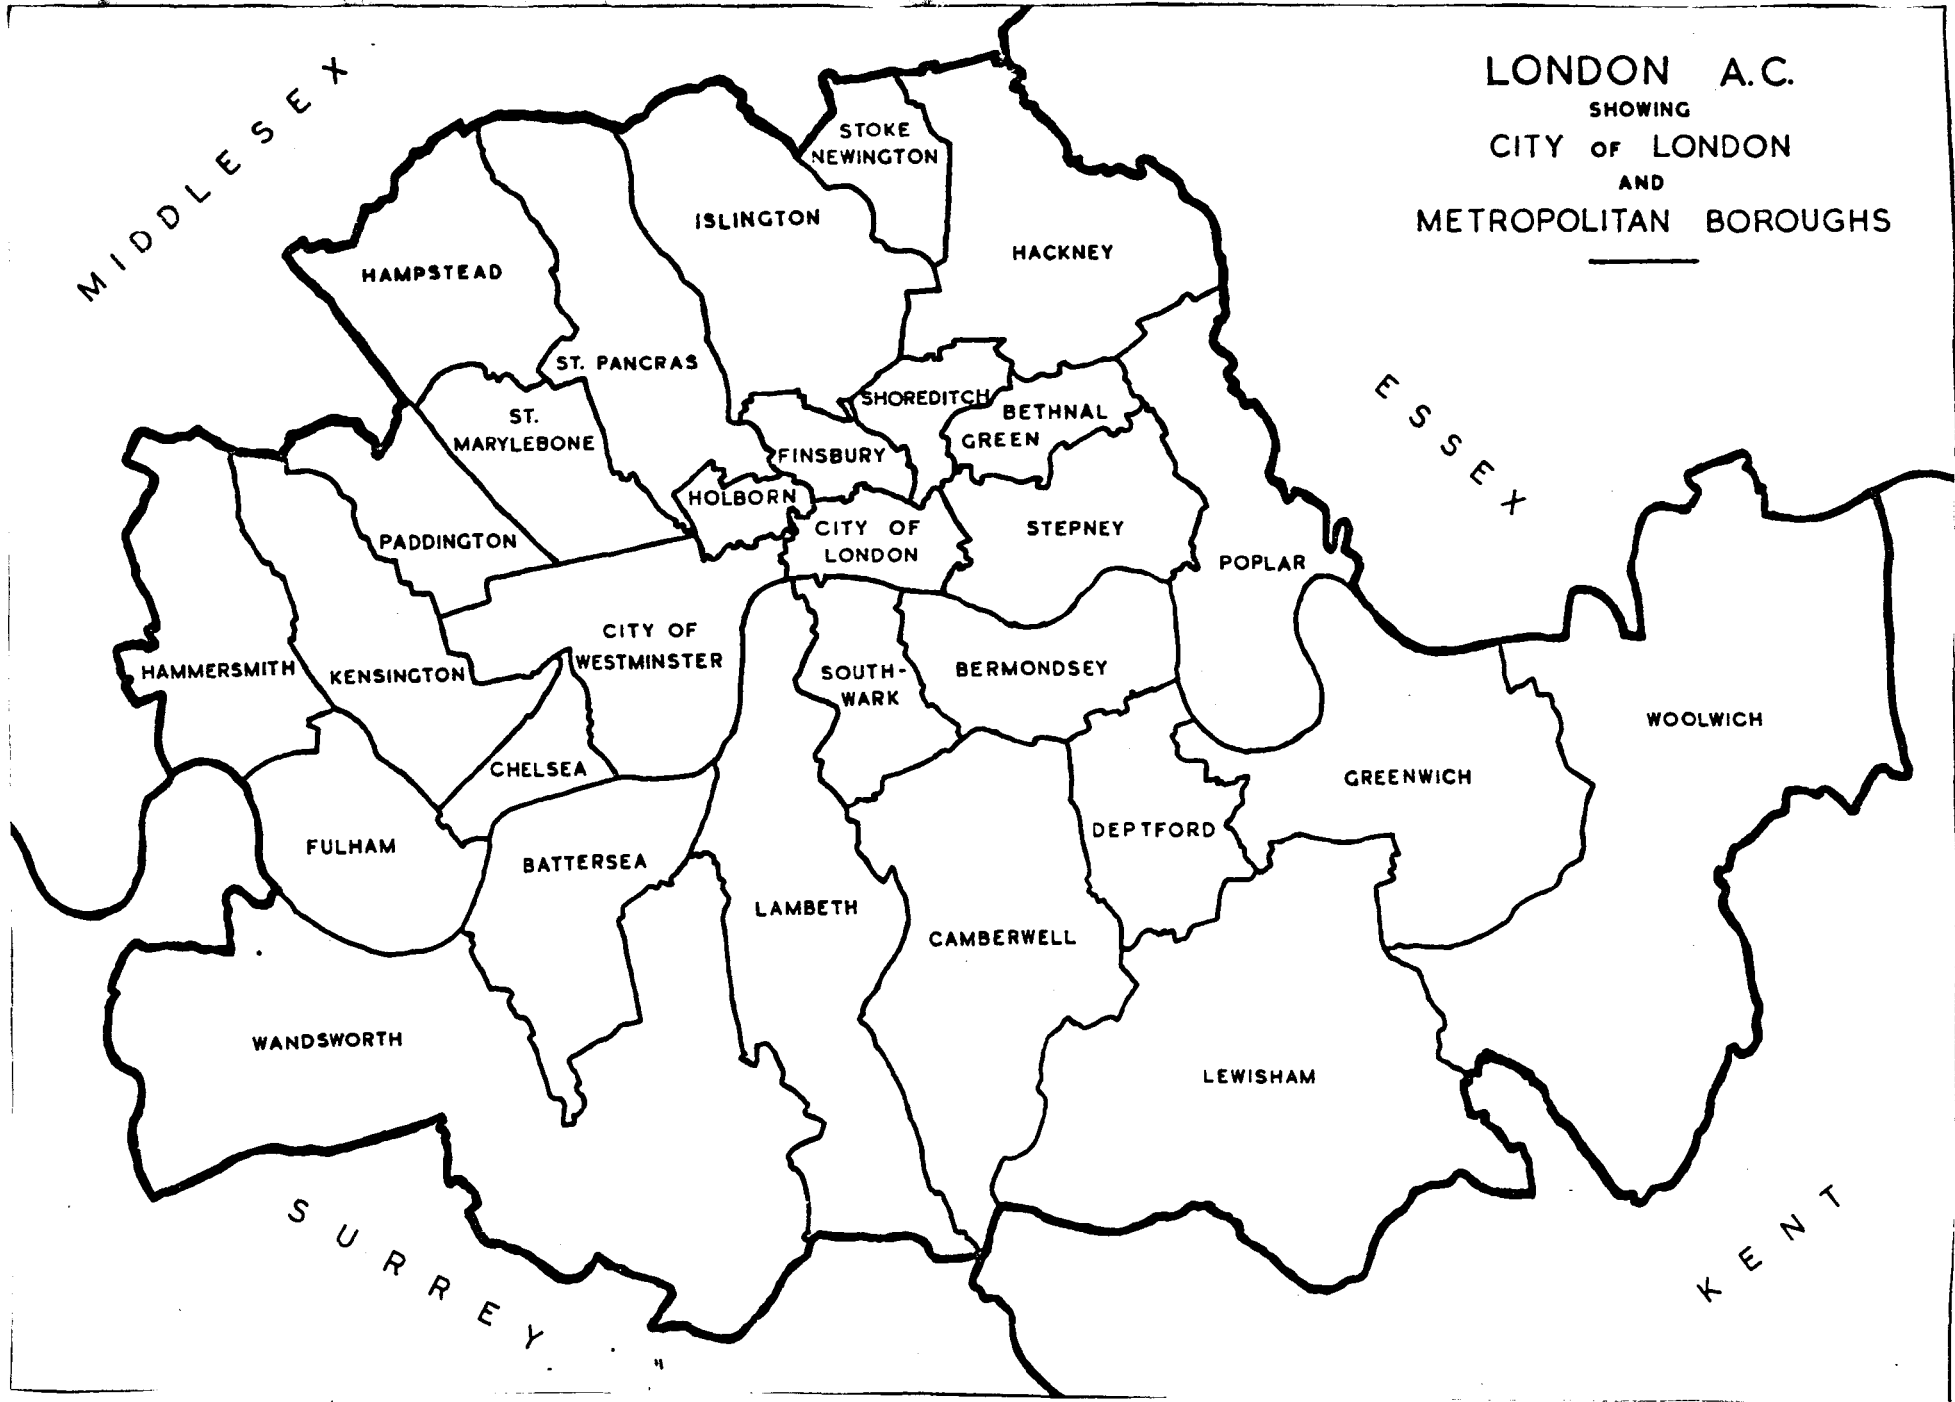 LONDON A.C.
SHOWING
CITY OF LONDON
AND
METROPOLITAN BOROUGHS
MIDDLESEX
ESSEX
STOKE
NEWINGTON
ISLINGTON
HACKNEY
HAMPSTEAD
ST. PANCRAS
SHOREDITCH
BETHNAL
GREEN
ST.
MARYLEBONE
FINSBURY
HOLBORN
CITY OF
LONDON
STEPNEY
PADDINGTON
POPLAR
CITY OF
WESTMINSTER
HAMMERSMITH
KENSINGTON
SOUTH-
WARK
BERMONDSEY
WOOLWICH
CHELSEA
GREENWICH
FULHAM
BATTERSEA
DEPTFORD
LAMBETH
CAMBERWELL
WANDSWORTH
LEWISHAM
SURREY
KENT